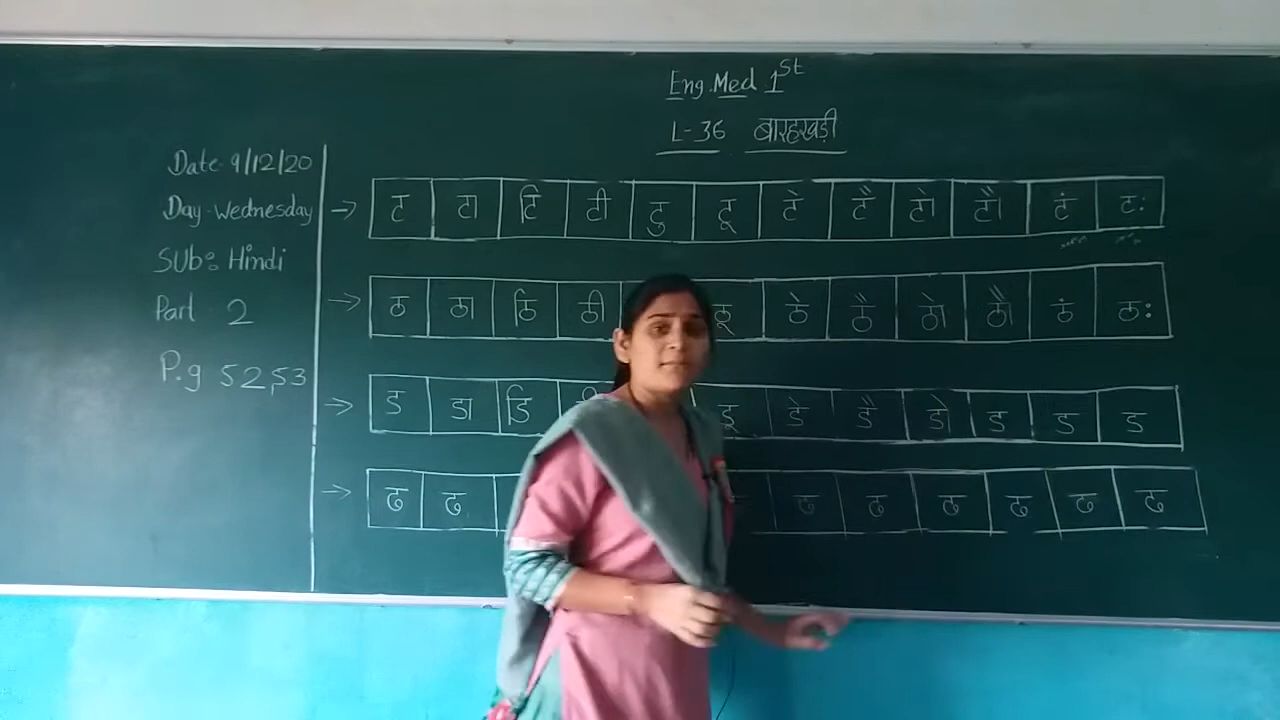 Eng.Med 1st
L-36 बारहखड़ी
Date 9/12/20
Day. Wednesday
Sub: Hindi
Part 2
P.g 52,53
→ ट टा टि टी टु टू टे टै टो टौ टं टः
→ ठ ठा ठि ठी ठू ठे ठै ठो ठौ ठं ठः
→ ड डा डि डू डे डै डो ड ड ड
→ ढ ढ ढ ढ ढ ढ ढ ढ